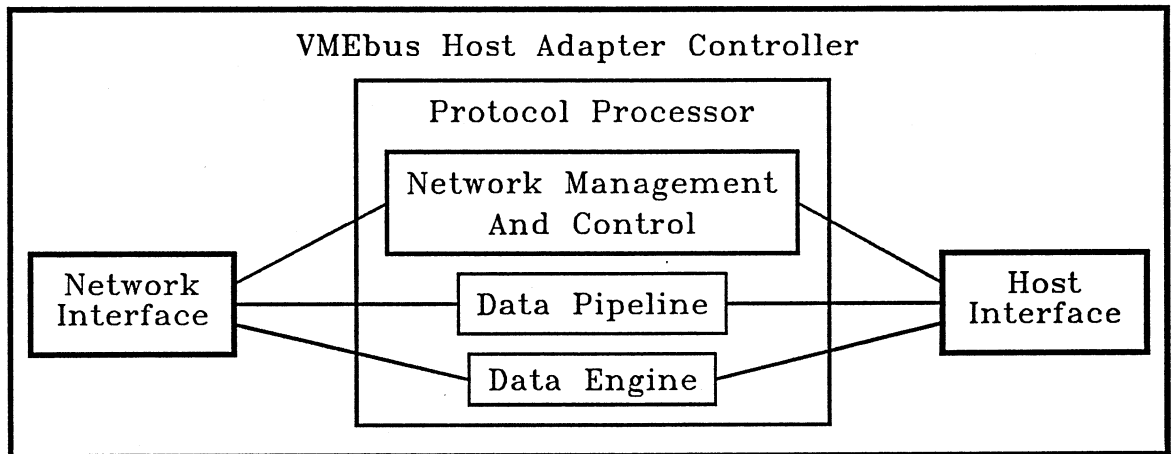 VMEbus Host Adapter Controller
Protocol Processor
Network Management
And Control
Network
Interface
Data Pipeline
Host
Interface
Data Engine